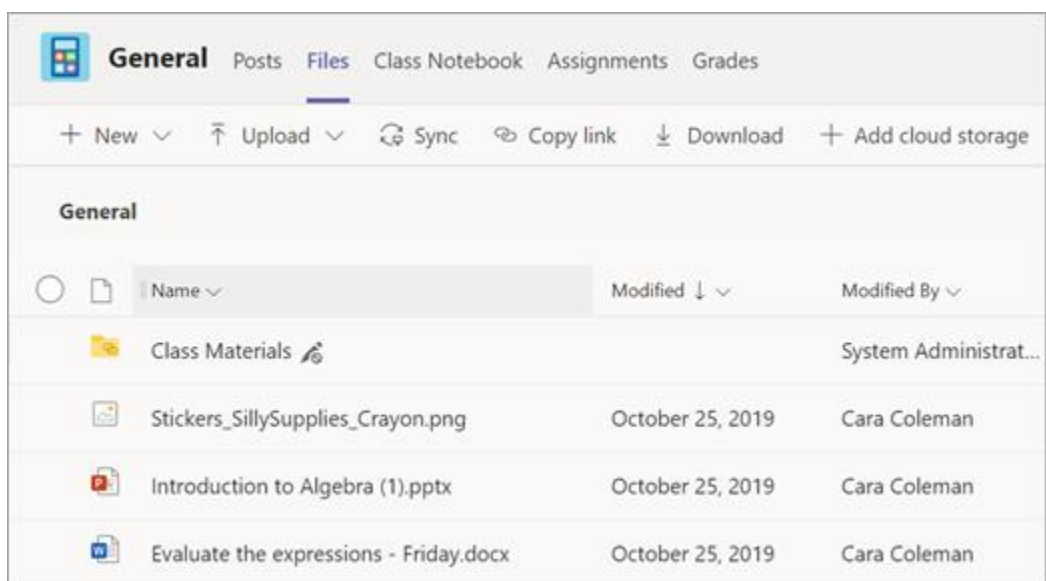 General Posts Files Class Notebook Assignments Grades
New Upload Sync Copy link Download Add cloud storage
General
Name Modified Modified By
Class Materials System Administrat...
Stickers_SillySupplies_Crayon.png October 25, 2019 Cara Coleman
Introduction to Algebra (1).pptx October 25, 2019 Cara Coleman
Evaluate the expressions - Friday.docx October 25, 2019 Cara Coleman